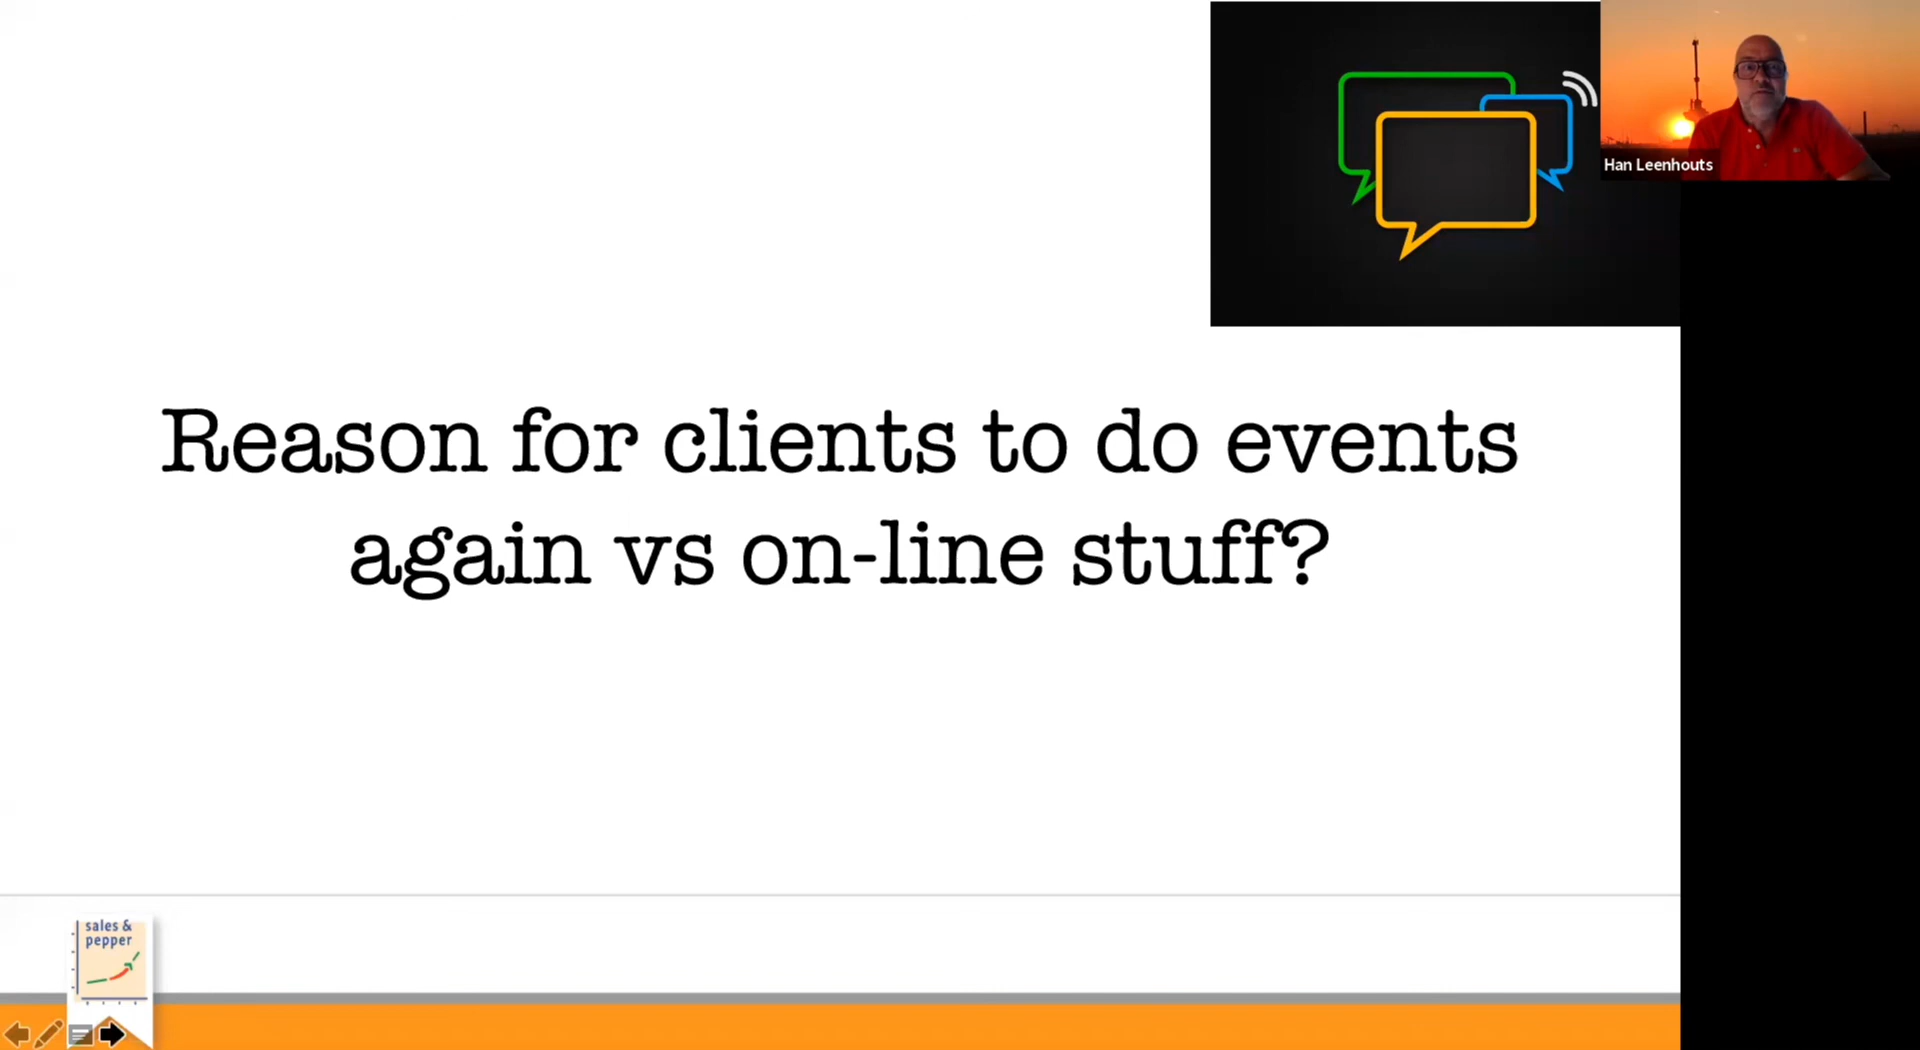 Han Leenhouts
Reason for clients to do events
again vs on-line stuff?
sales &
pepper